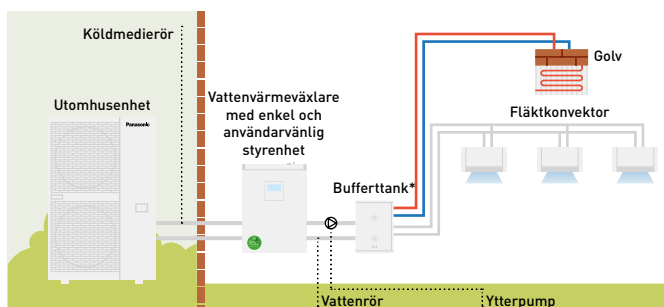 Köldmedierör
Golv
Utomhusenhet
Vattenvärmeväxlare
med enkel och
användarvänlig
styrenhet
Fläktkonvektor
Panasonic
Bufferttank*
Vattenrör
Ytterpump